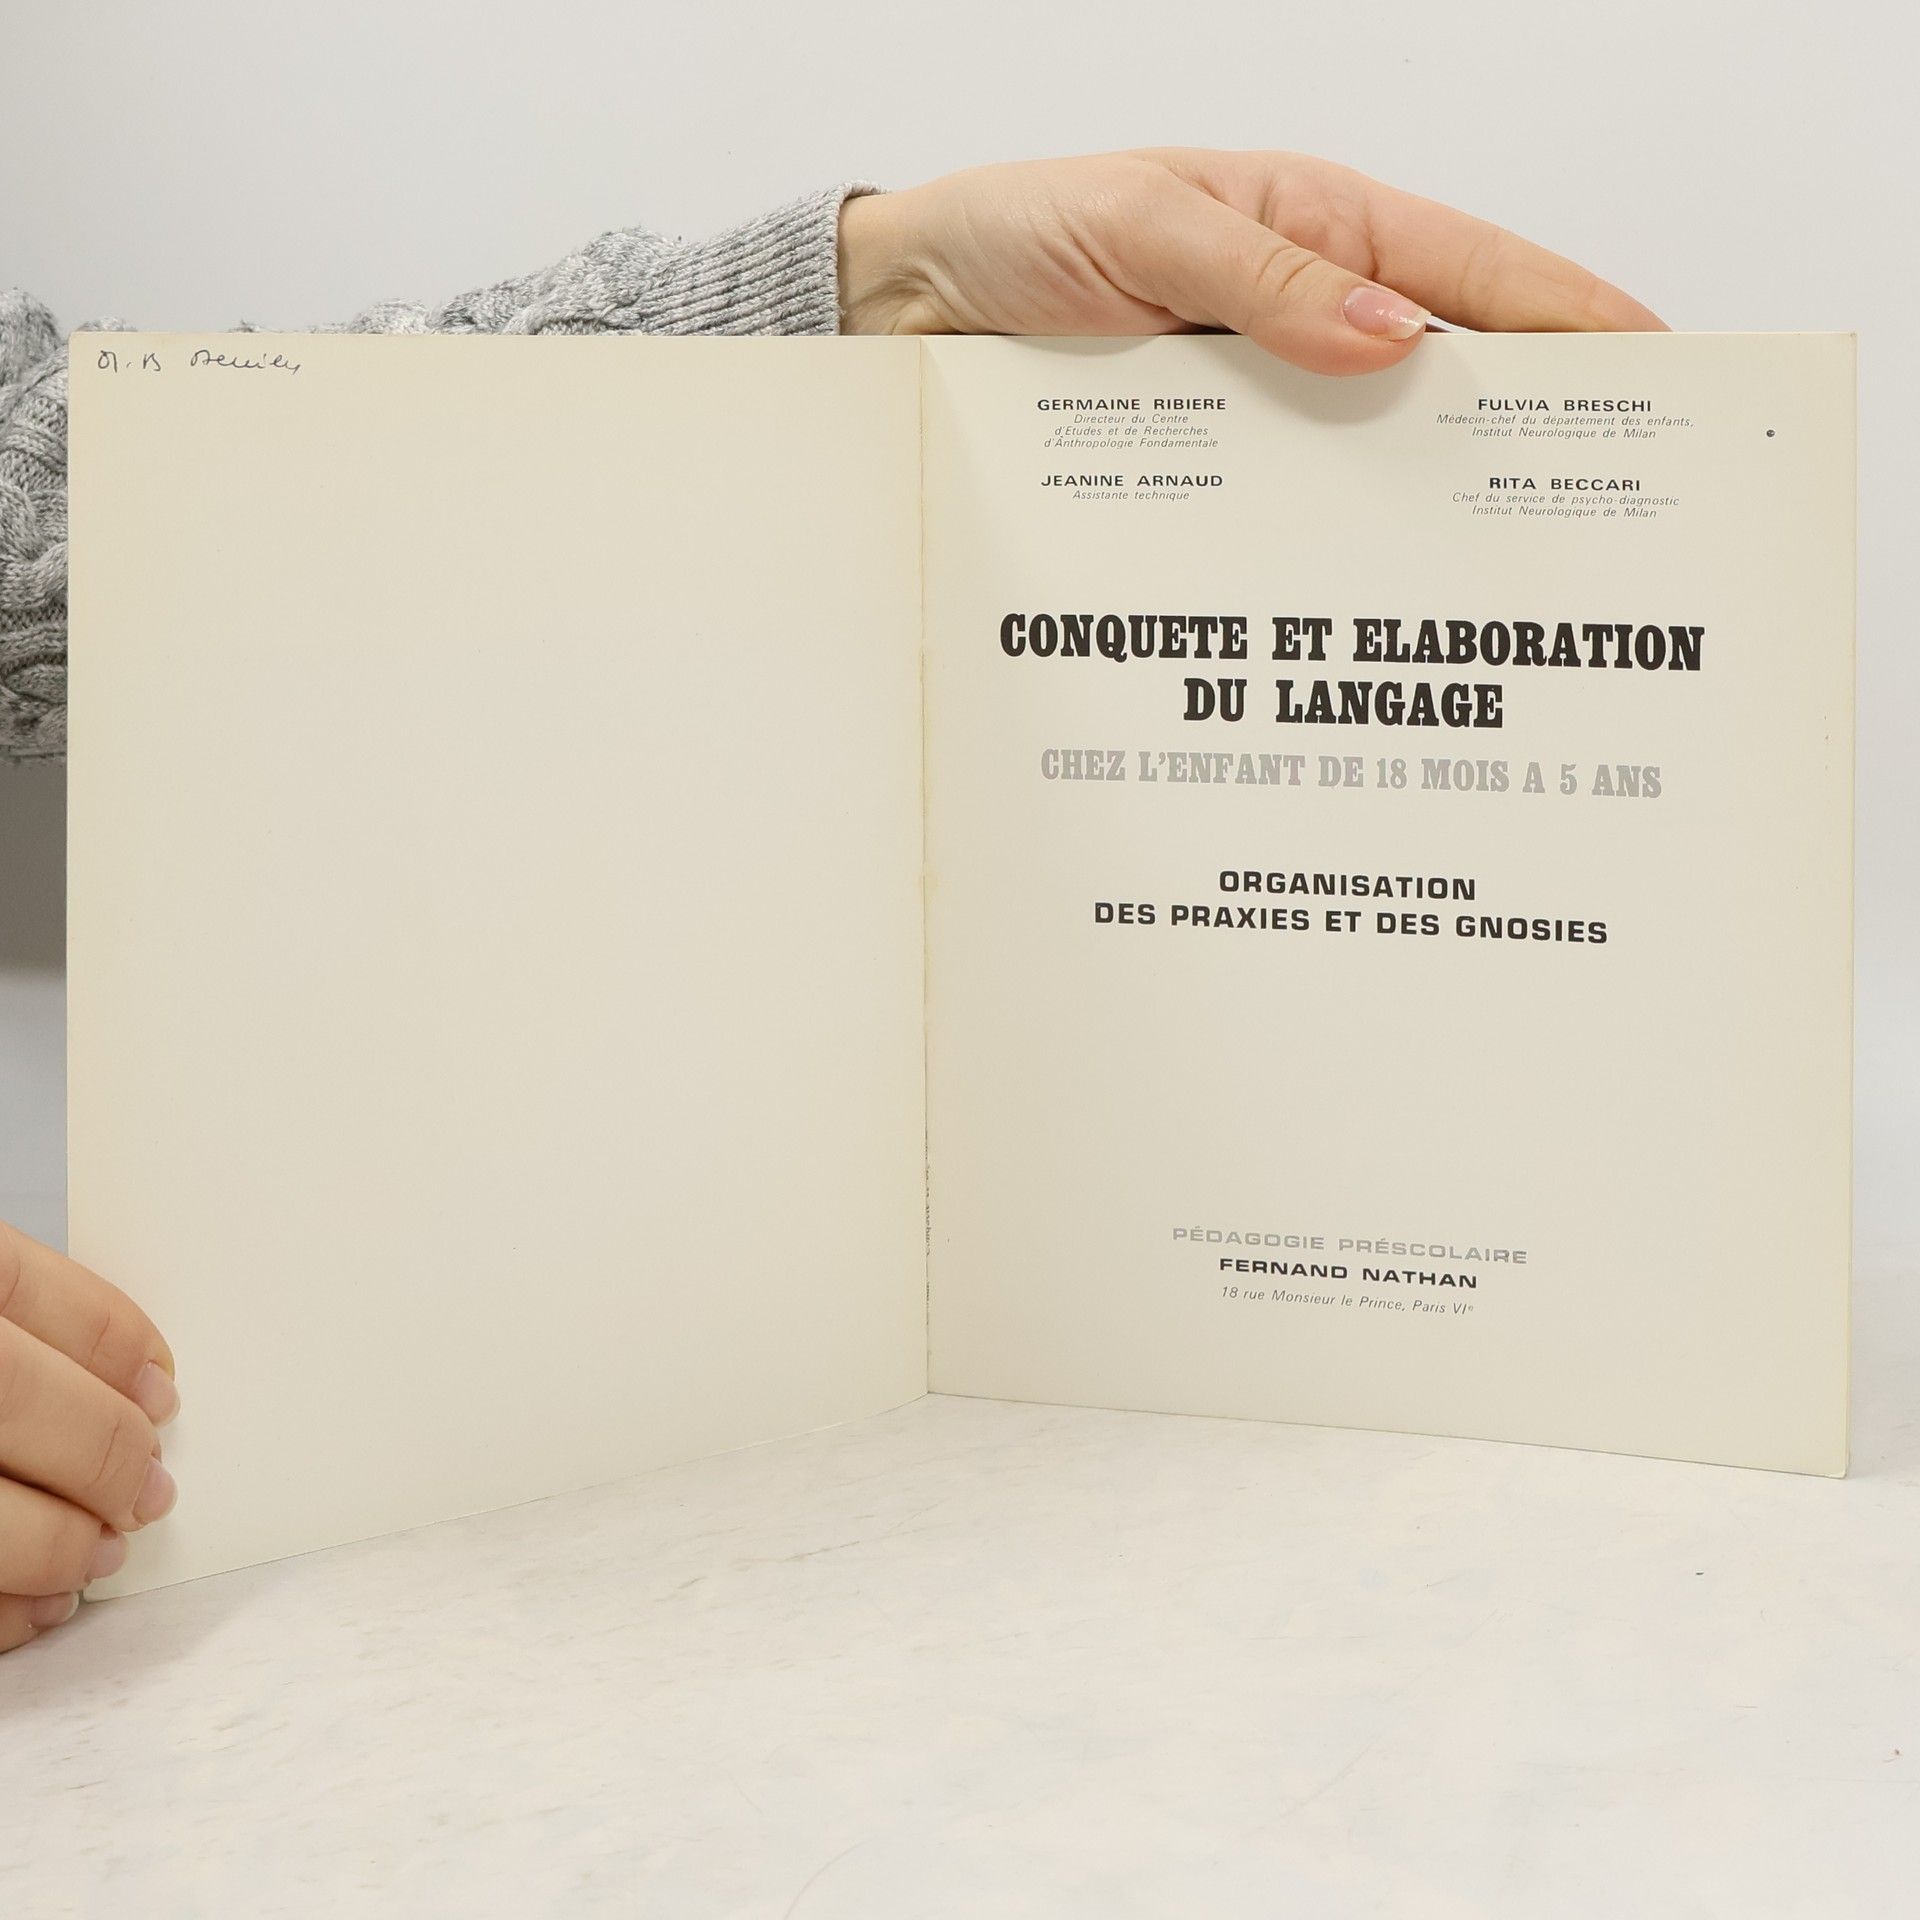 GERMAINE RIBIERE
Directeur du Centre
d'Etudes et de Recherches
d'Anthropologie Fondamentale
JEANINE ARNAUD
Assistante technique
FULVIA BRESCHI
Médecin-chef du département des enfants,
Institut Neurologique de Milan
RITA BECCARI
Chef du service de psycho-diagnostic
Institut Neurologique de Milan
CONQUETE ET ELABORATION
DU LANGAGE
CHEZ L'ENFANT DE 18 MOIS A 5 ANS
ORGANISATION
DES PRAXIES ET DES GNOSIES
PÉDAGOGIE PRÉSCOLAIRE
FERNAND NATHAN
18 rue Monsieur le Prince, Paris VIe